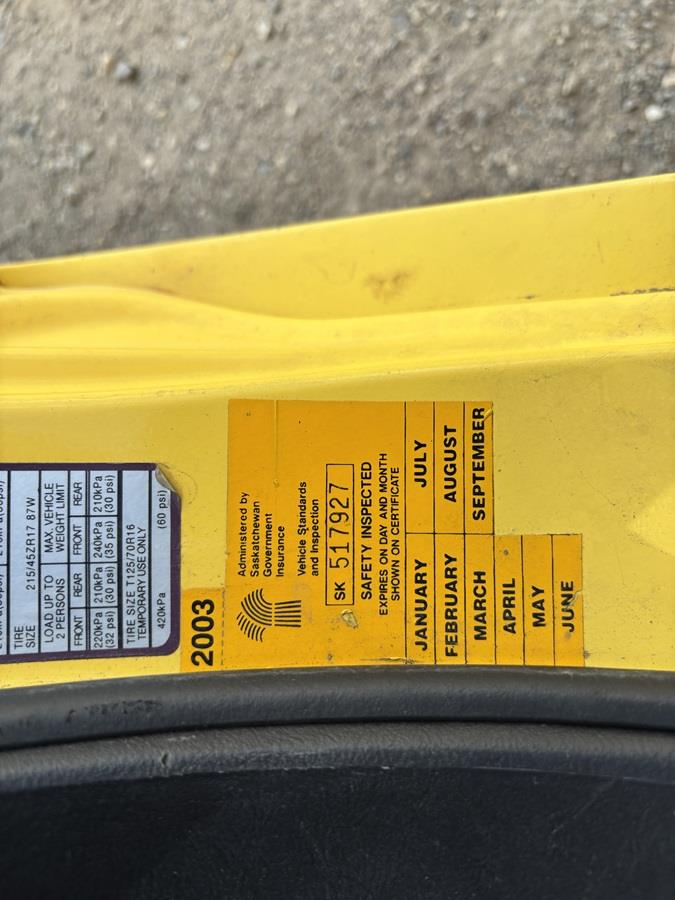 TIRE SIZE 215/45ZR17 87W
LOAD UP TO 2 PERSONS MAX. VEHICLE WEIGHT LIMIT
FRONT REAR FRONT REAR
220kPa 210kPa 240kPa 210kPa
(32 psi) (30 psi) (35 psi) (30 psi)
TIRE SIZE T125/70R16
TEMPORARY USE ONLY
420kPa (60 psi)
2003
Administered by
Saskatchewan
Government
Insurance
Vehicle Standards
and Inspection
SK 517927
SAFETY INSPECTED
EXPIRES ON DAY AND MONTH
SHOWN ON CERTIFICATE
JANUARY JULY
FEBRUARY AUGUST
MARCH SEPTEMBER
APRIL
MAY
JUNE